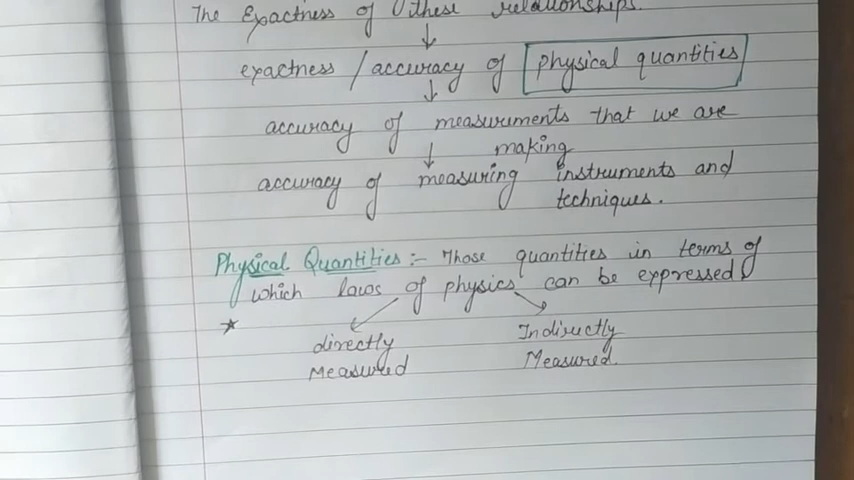 The Exactness of these relationships.
↓
exactness / accuracy of physical quantities
↓
accuracy of measurements that we are
↓ making
accuracy of measuring instruments and
techniques.
Physical Quantities :- Those quantities in terms of
which laws of physics can be expressed
★
directly Indirectly
Measured Measured.